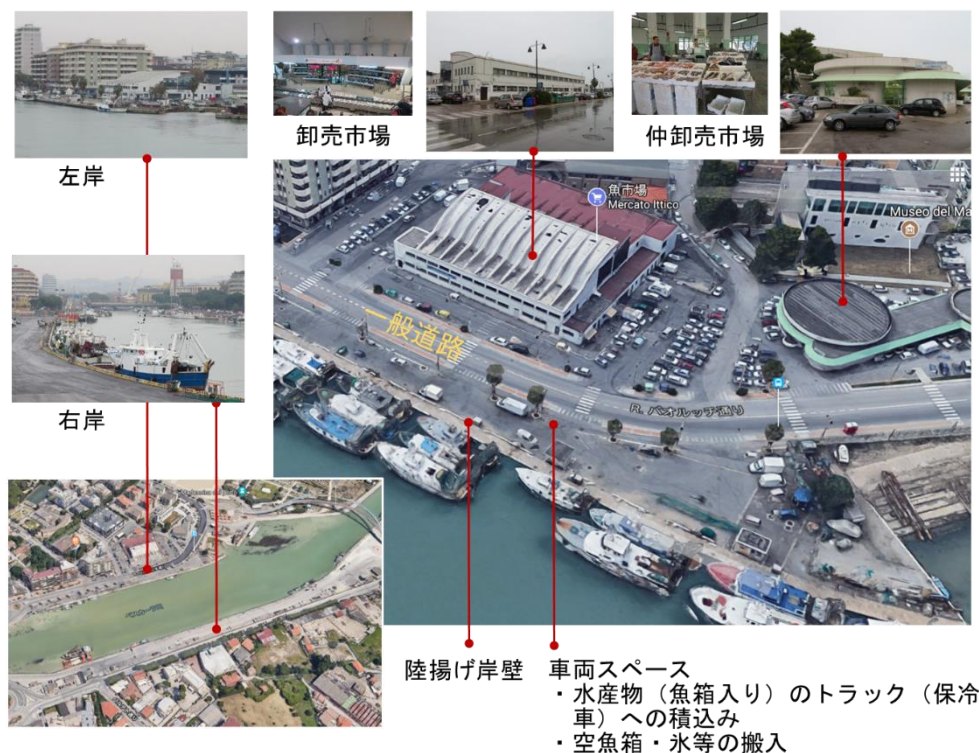 卸売市場
仲卸売市場
左岸
魚市場
Mercato Ittico
Museo del Ma
一般道路
右岸
R. パオルッチ通り
陸揚げ岸壁
車両スペース
・水産物(魚箱入り)のトラック(保冷
車)への積込み
・空魚箱・氷等の搬入